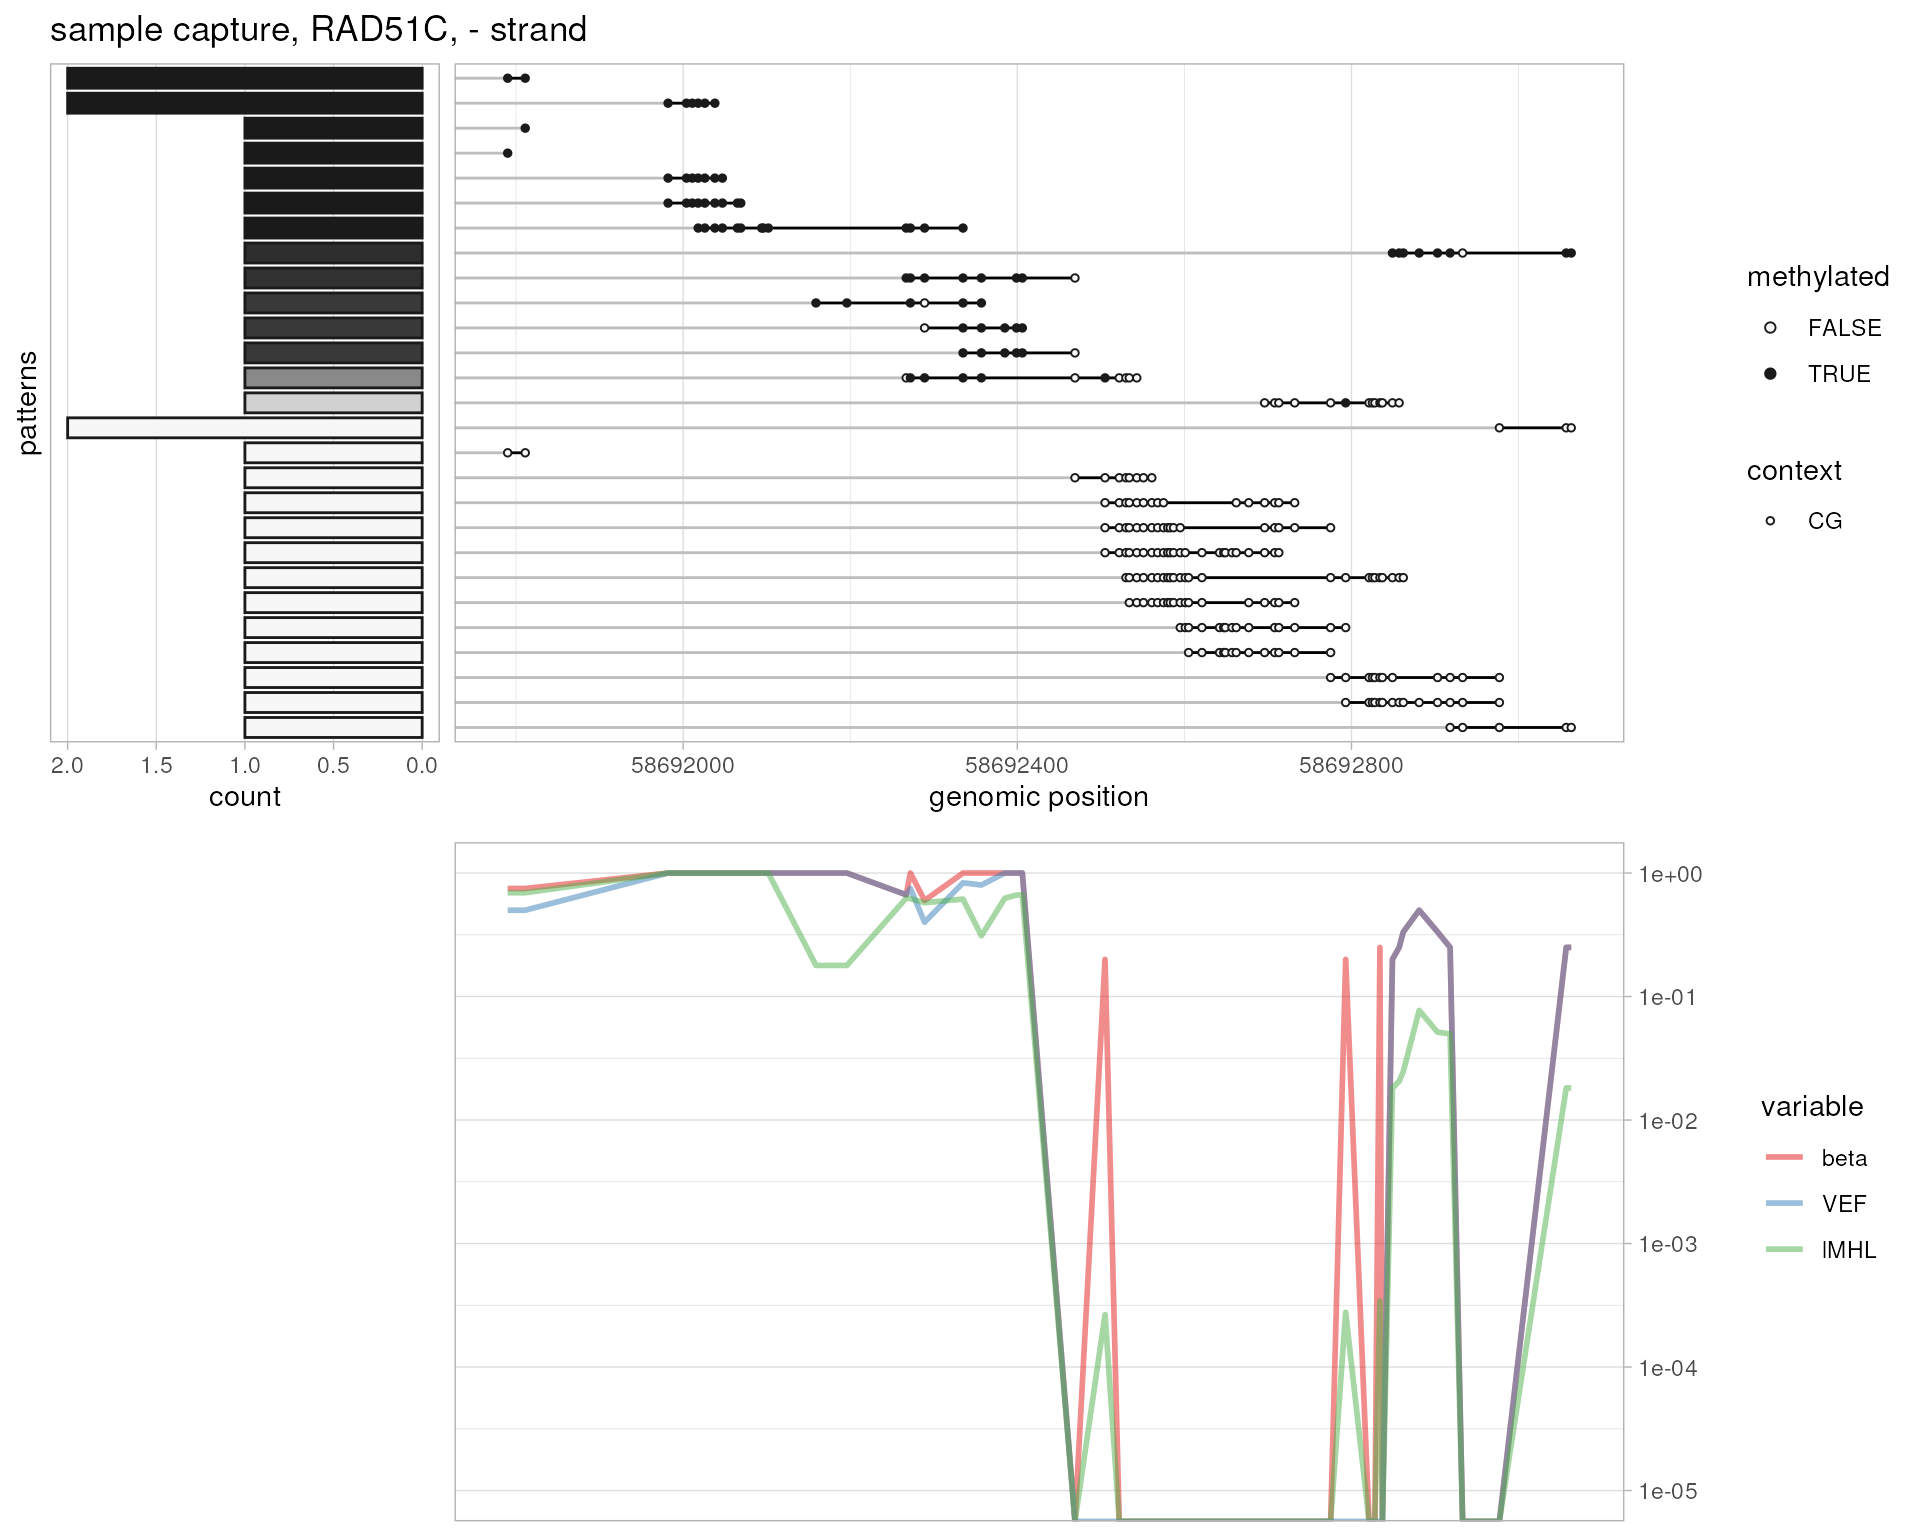 sample capture, RAD51C, - strand
patterns
2.0 1.5 1.0 0.5 0.0
count
58692000 58692400 58692800
genomic position
methylated
FALSE
TRUE
context
CG
1e+00
1e-01
1e-02
1e-03
1e-04
1e-05
variable
beta
VEF
lMHL